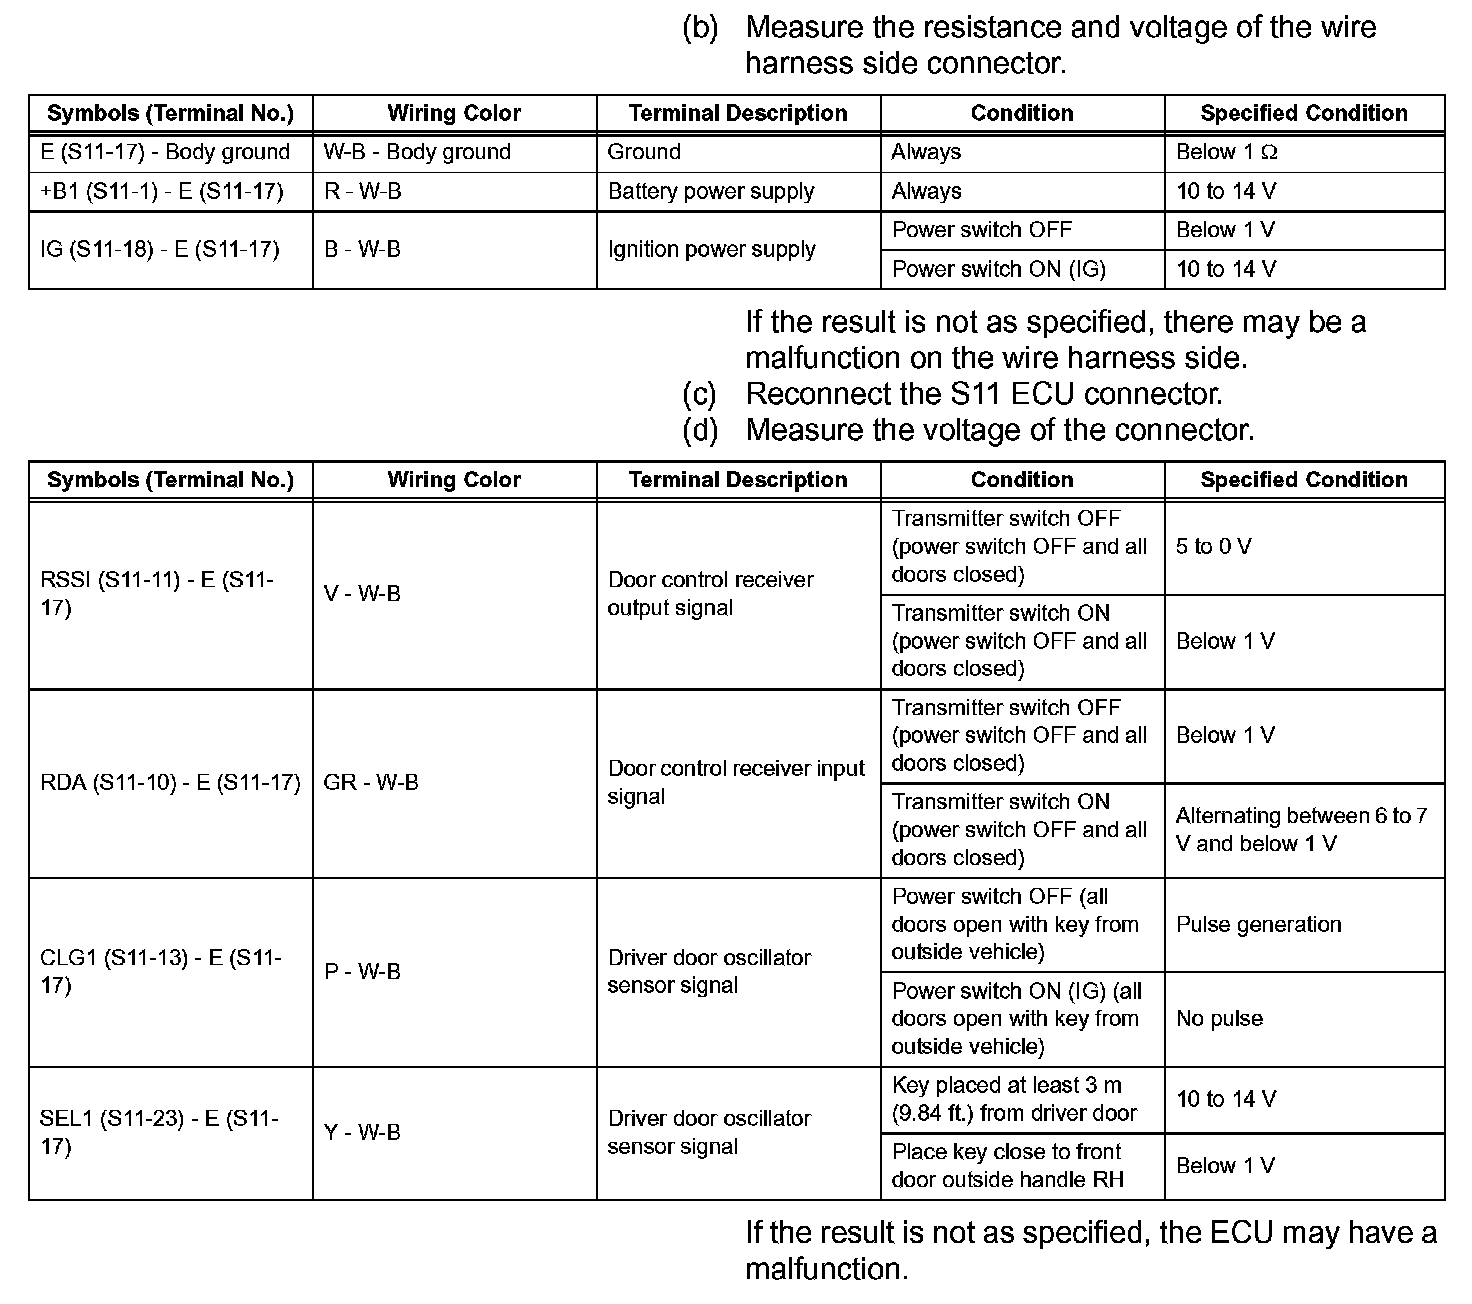 (b) Measure the resistance and voltage of the wire
harness side connector.
Symbols (Terminal No.) Wiring Color Terminal Description Condition Specified Condition
E (S11-17) - Body ground W-B - Body ground Ground Always Below 1 Ω
+B1 (S11-1) - E (S11-17) R - W-B Battery power supply Always 10 to 14 V
IG (S11-18) - E (S11-17) B - W-B Ignition power supply
Power switch OFF Below 1 V
Power switch ON (IG) 10 to 14 V
If the result is not as specified, there may be a
malfunction on the wire harness side.
(c) Reconnect the S11 ECU connector.
(d) Measure the voltage of the connector.
Symbols (Terminal No.) Wiring Color Terminal Description Condition Specified Condition
RSSI (S11-11) - E (S11-
17)
V - W-B
Door control receiver
output signal
Transmitter switch OFF
(power switch OFF and all
doors closed)
5 to 0 V
Transmitter switch ON
(power switch OFF and all
doors closed)
Below 1 V
RDA (S11-10) - E (S11-17)
GR - W-B
Door control receiver input
signal
Transmitter switch OFF
(power switch OFF and all
doors closed)
Below 1 V
Transmitter switch ON
(power switch OFF and all
doors closed)
Alternating between 6 to 7
V and below 1 V
CLG1 (S11-13) - E (S11-
17)
P - W-B
Driver door oscillator
sensor signal
Power switch OFF (all
doors open with key from
outside vehicle)
Pulse generation
Power switch ON (IG) (all
doors open with key from
outside vehicle)
No pulse
SEL1 (S11-23) - E (S11-
17)
Y - W-B
Driver door oscillator
sensor signal
Key placed at least 3 m
(9.84 ft.) from driver door
10 to 14 V
Place key close to front
door outside handle RH
Below 1 V
If the result is not as specified, the ECU may have a
malfunction.